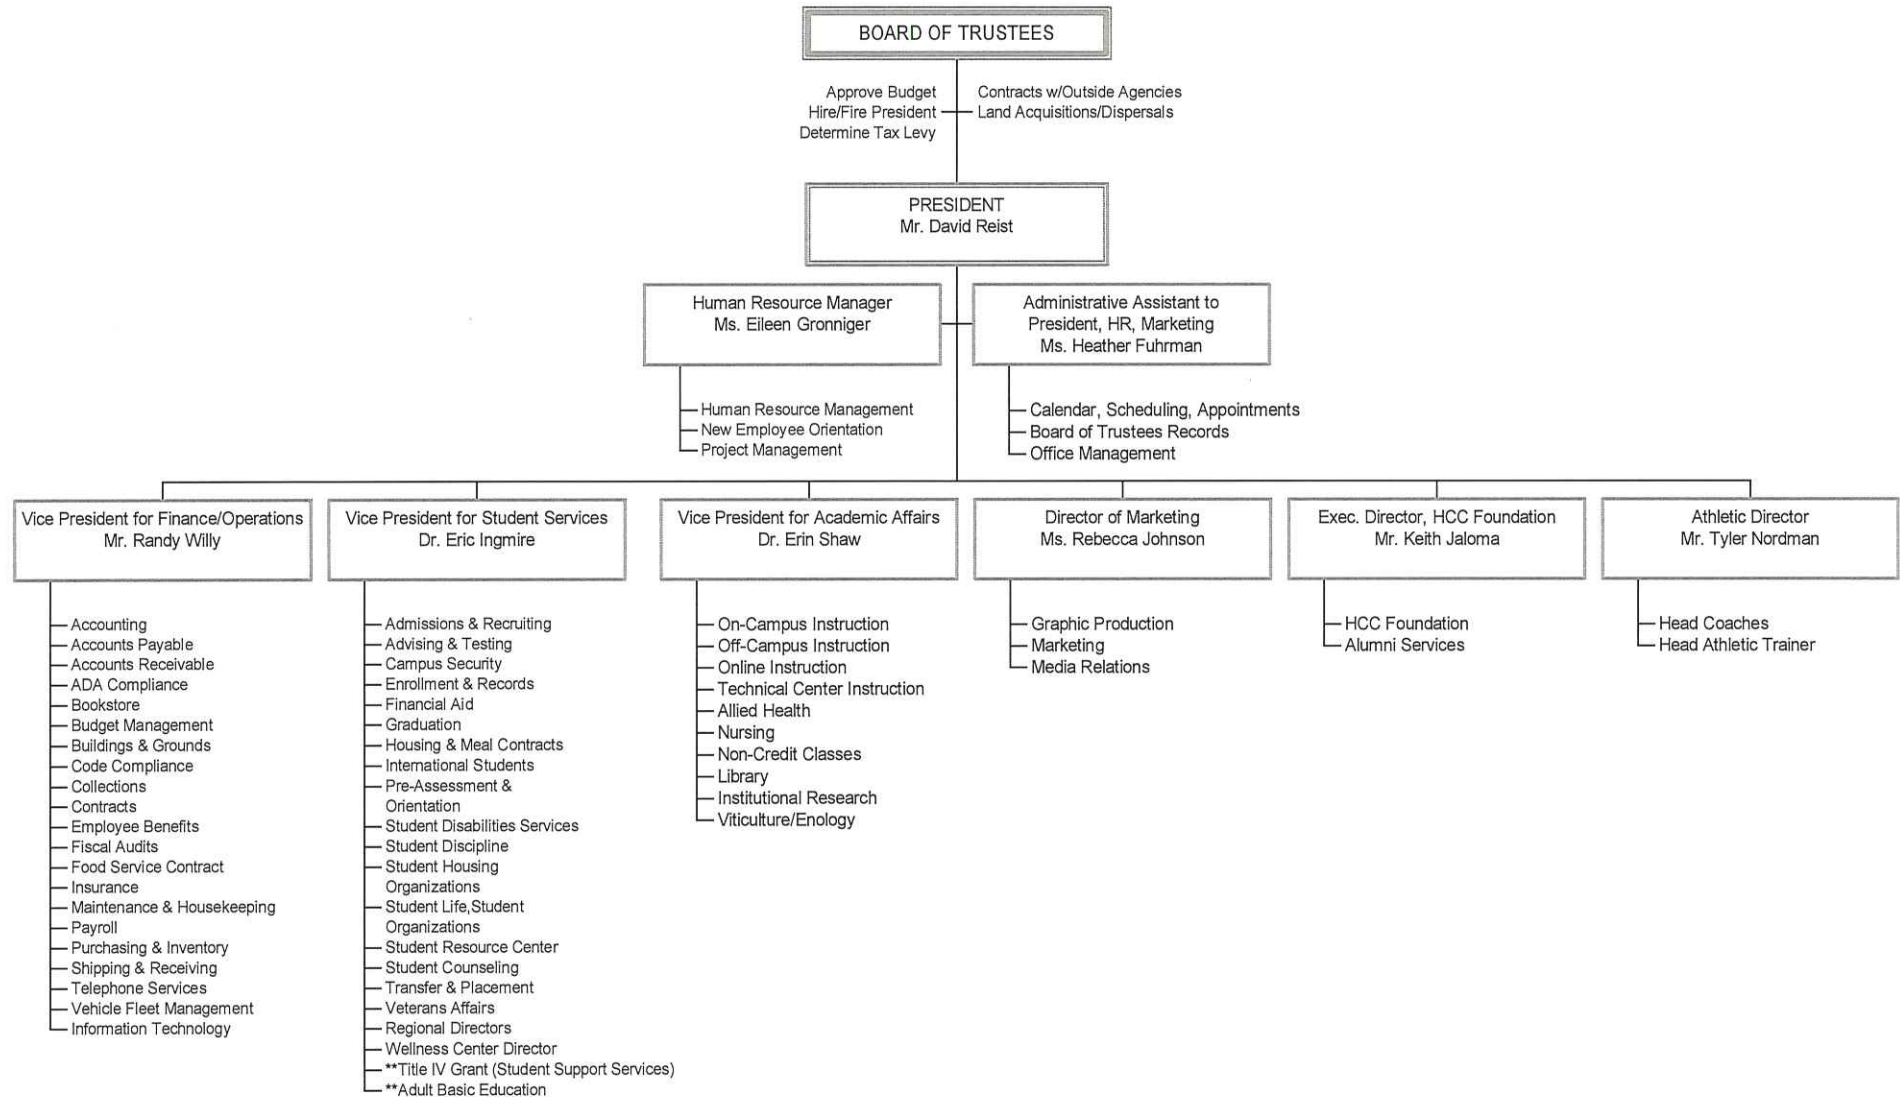 BOARD OF TRUSTEES
Approve Budget
Hire/Fire President
Determine Tax Levy
Contracts w/Outside Agencies
Land Acquisitions/Dispersals
PRESIDENT
Mr. David Reist
Human Resource Manager
Ms. Eileen Gronniger
Human Resource Management
New Employee Orientation
Project Management
Administrative Assistant to
President, HR, Marketing
Ms. Heather Fuhrman
Calendar, Scheduling, Appointments
Board of Trustees Records
Office Management
Vice President for Finance/Operations
Mr. Randy Willy
Accounting
Accounts Payable
Accounts Receivable
ADA Compliance
Bookstore
Budget Management
Buildings & Grounds
Code Compliance
Collections
Contracts
Employee Benefits
Fiscal Audits
Food Service Contract
Insurance
Maintenance & Housekeeping
Payroll
Purchasing & Inventory
Shipping & Receiving
Telephone Services
Vehicle Fleet Management
Information Technology
Vice President for Student Services
Dr. Eric Ingmire
Admissions & Recruiting
Advising & Testing
Campus Security
Enrollment & Records
Financial Aid
Graduation
Housing & Meal Contracts
International Students
Pre-Assessment &
Orientation
Student Disabilities Services
Student Discipline
Student Housing
Organizations
Student Life,Student
Organizations
Student Resource Center
Student Counseling
Transfer & Placement
Veterans Affairs
Regional Directors
Wellness Center Director
**Title IV Grant (Student Support Services)
**Adult Basic Education
Vice President for Academic Affairs
Dr. Erin Shaw
On-Campus Instruction
Off-Campus Instruction
Online Instruction
Technical Center Instruction
Allied Health
Nursing
Non-Credit Classes
Library
Institutional Research
Viticulture/Enology
Director of Marketing
Ms. Rebecca Johnson
Graphic Production
Marketing
Media Relations
Exec. Director, HCC Foundation
Mr. Keith Jaloma
HCC Foundation
Alumni Services
Athletic Director
Mr. Tyler Nordman
Head Coaches
Head Athletic Trainer